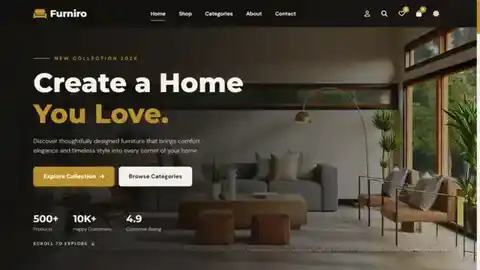 Furniro
Home Shop Categories About Contact
NEW COLLECTION 2026
Create a Home
You Love.
Discover thoughtfully designed furniture that brings comfort
elegance and timeless style into every corner of your home.
Explore Collection →
Browse Categories
500+ 10K+ 4.9
Products Happy Customers Customer Rating
SCROLL TO EXPLORE ↓